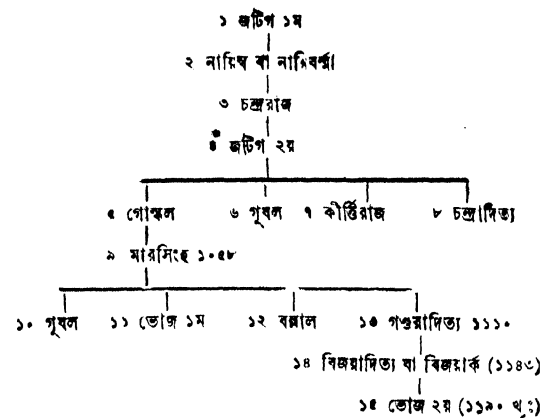 ১ জটিগ ১ম
২ নায়িম্ব বা নায়িবর্ম্মা
৩ চন্দ্ররাজ
৪ জটিগ ২য়
৫ গোঙ্কল ৬ গূবল ৭ কীর্ত্তিরাজ ৮ চন্দ্রাদিত্য
৯ মারসিংহ ১০৫৮
১০ গূবল ১১ ভোজ ১ম ১২ বল্লাল ১৩ গণ্ডরাদিত্য ১১১০
১৪ বিজয়াদিত্য বা বিজয়ার্ক (১১৪৩)
১৫ ভোজ ২য় (১১৯০ খৃঃ)